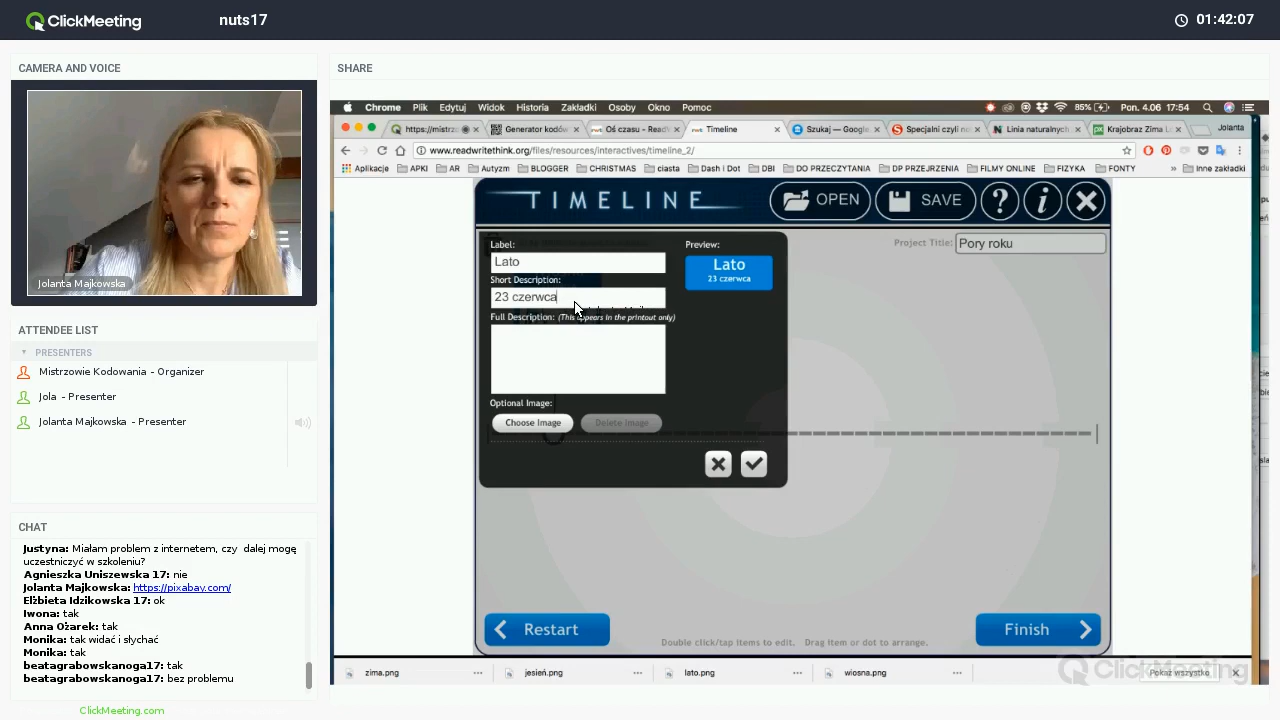 ClickMeeting
nuts17
01:42:07
CAMERA AND VOICE
Jolanta Majkowska
ATTENDEE LIST
PRESENTERS
Mistrzowie Kodowania - Organizer
Jola - Presenter
Jolanta Majkowska - Presenter
CHAT
Justyna: Miałam problem z internetem, czy dalej mogę
uczestniczyć w szkoleniu?
Agnieszka Uniszewska 17: nie
Jolanta Majkowska: https://pixabay.com/
Elżbieta Idzikowska 17: ok
Iwona: tak
Anna Ożarek: tak
Monika: tak widać i słychać
Monika: tak
beatagrabowskanoga17: tak
beatagrabowskanoga17: bez problemu
ClickMeeting.com
SHARE
Chrome Plik Edytuj Widok Historia Zakładki Osoby Okno Pomoc
85% Pon. 4.06 17:54
https://mistrz Generator kodów Oś czasu - Read Timeline Szukaj — Google Specjalni czyli no Linia naturalnych Krajobraz Zima Lo Jolanta
www.readwritethink.org/files/resources/interactives/timeline_2/
Aplikacje AP AR Autyzm BLOGGER CHRISTMAS ciasta Dash i Dot DBI DO PRZECZYTANIA DP PRZEJRZENIA FILMY ONLINE FIZYKA FONTY » Inne zakładki
TIMELINE
OPEN SAVE
Project Title: Pory roku
Label:
Lato
Short Description:
23 czerwca
Full Description: (This appears in the printout only)
Optional Image:
Choose Image Delete Image
Preview:
Lato
23 czerwca
Restart
Double click/tap items to edit. Drag item or dot to arrange.
Finish
zima.png jesień.png lato.png wiosna.png Pokaż wszystko
ClickMeeting